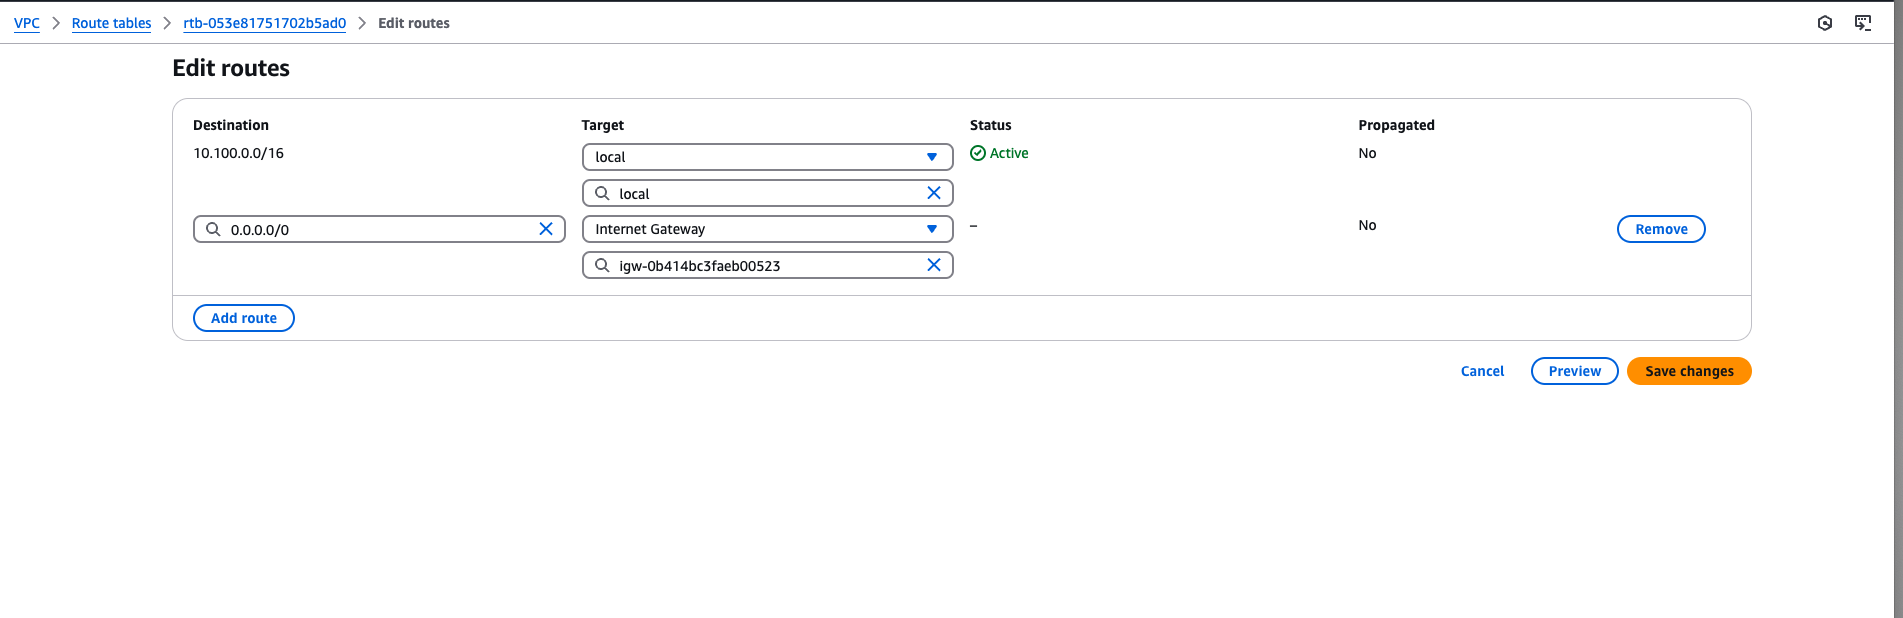 VPC > Route tables > rtb-053e81751702b5ad0 > Edit routes
Edit routes
Destination Target Status Propagated
10.100.0.0/16 local Active No
local
0.0.0.0/0 Internet Gateway – No Remove
igw-0b414bc3faeb00523
Add route
Cancel Preview Save changes